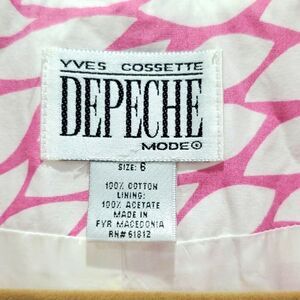 YVES COSSETTE
DEPECHE
MODE
SIZE: 6
100% COTTON
LINING:
100% ACETATE
MADE IN
FYR MACEDONIA
RN# 61812